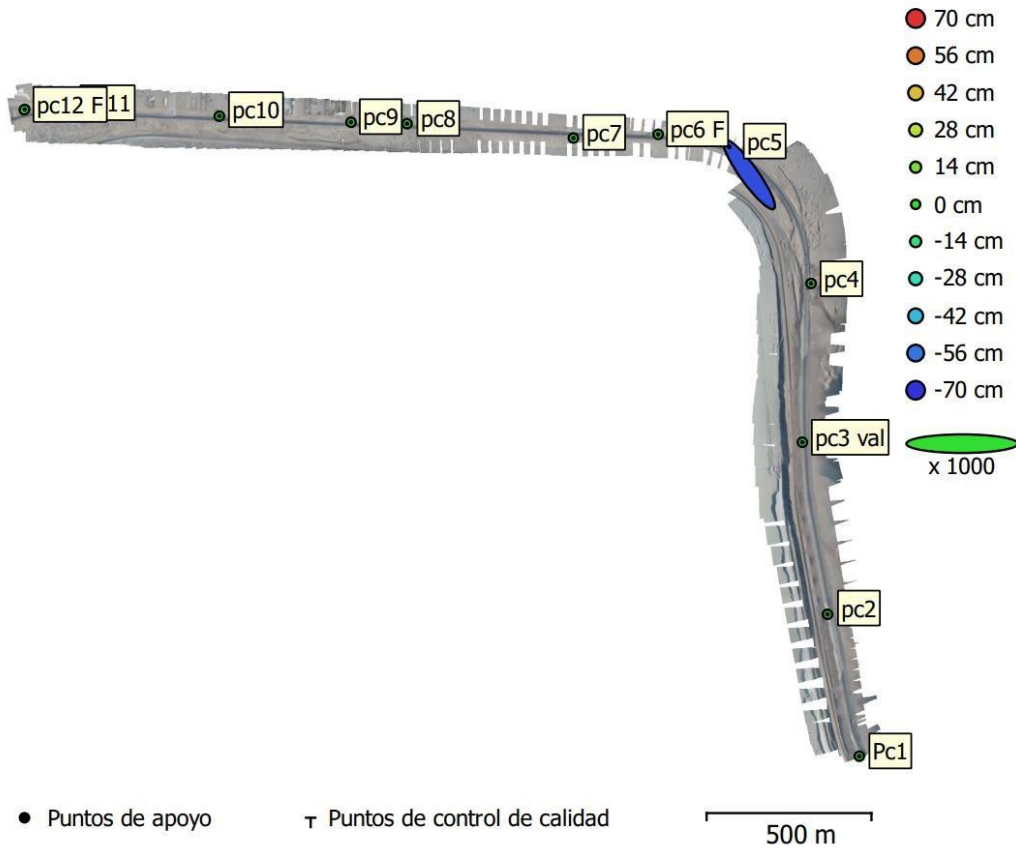 70 cm
56 cm
42 cm
28 cm
14 cm
0 cm
-14 cm
-28 cm
-42 cm
-56 cm
-70 cm
x 1000
pc12 F 11
pc10
pc9
pc8
pc7
pc6 F
pc5
pc4
pc3 val
pc2
Pc1
Puntos de apoyo
Puntos de control de calidad
500 m